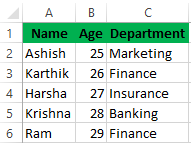 A B C
1 Name Age Department
2 Ashish 25 Marketing
3 Karthik 26 Finance
4 Harsha 27 Insurance
5 Krishna 28 Banking
6 Ram 29 Finance